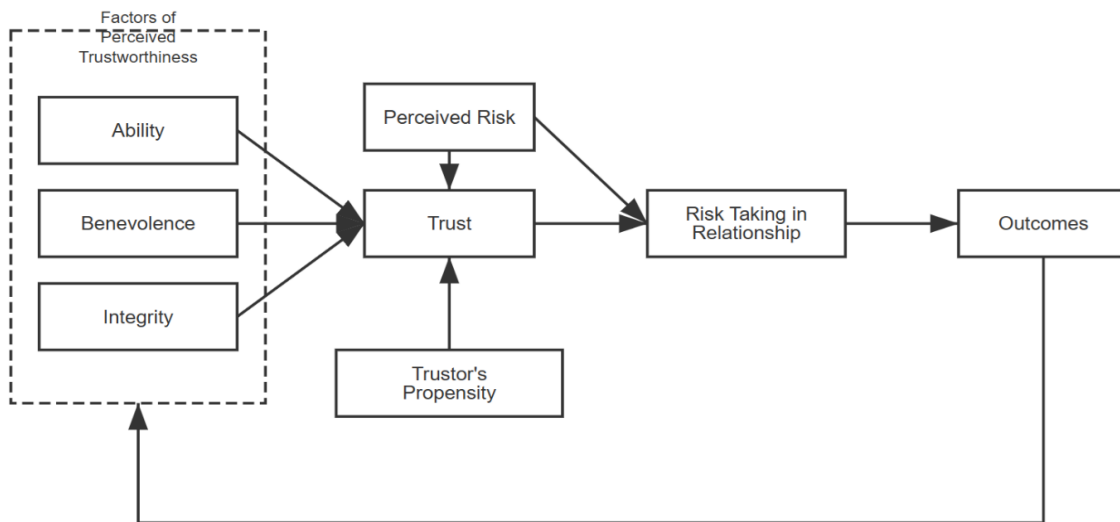 Factors of
Perceived
Trustworthiness
Ability
Benevolence
Integrity
Perceived Risk
Trust
Trustor's
Propensity
Risk Taking in
Relationship
Outcomes